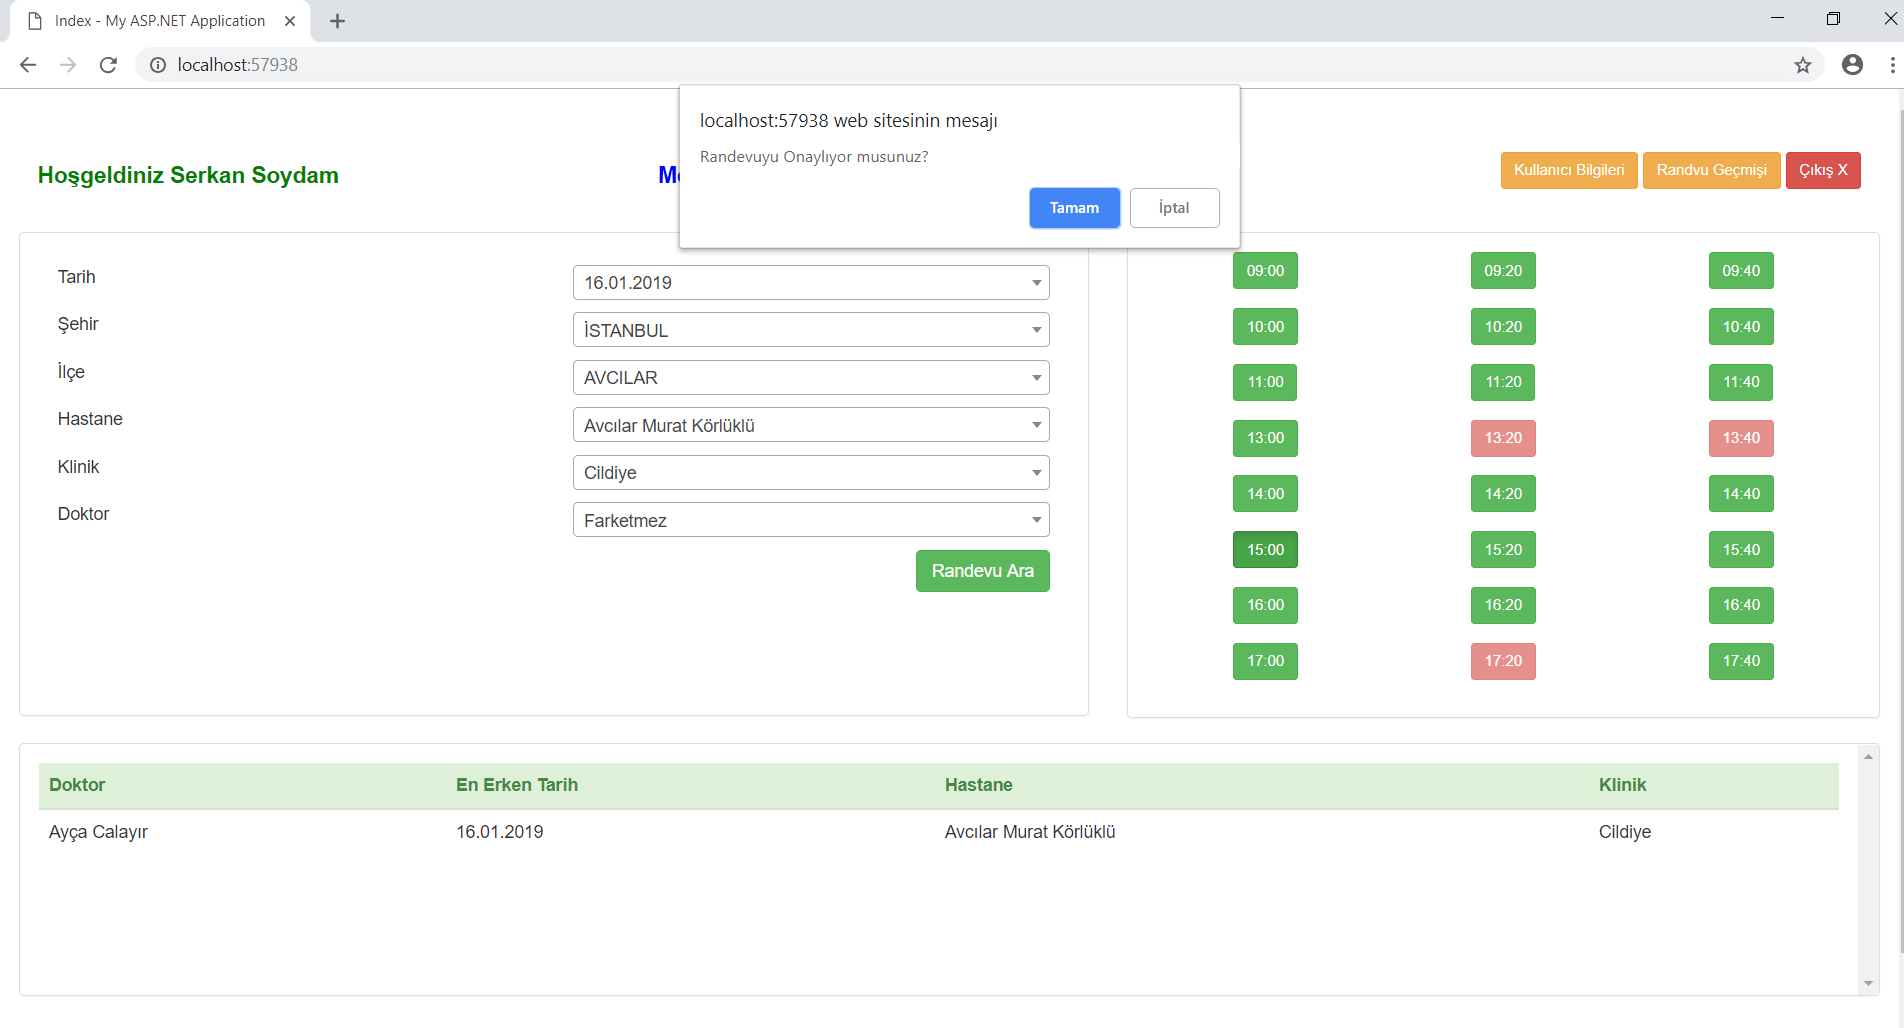 Index - My ASP.NET Application
localhost:57938
localhost:57938 web sitesinin mesajı
Randevuyu Onaylıyor musunuz?
Tamam İptal
Hoşgeldiniz Serkan Soydam
Kullanıcı Bilgileri Randvu Geçmişi Çıkış X
Tarih 16.01.2019
Şehir İSTANBUL
İlçe AVCILAR
Hastane Avcılar Murat Körlüklü
Klinik Cildiye
Doktor Farketmez
Randevu Ara
09:00 09:20 09:40
10:00 10:20 10:40
11:00 11:20 11:40
13:00 13:20 13:40
14:00 14:20 14:40
15:00 15:20 15:40
16:00 16:20 16:40
17:00 17:20 17:40
Doktor En Erken Tarih Hastane Klinik
Ayça Calayır 16.01.2019 Avcılar Murat Körlüklü Cildiye